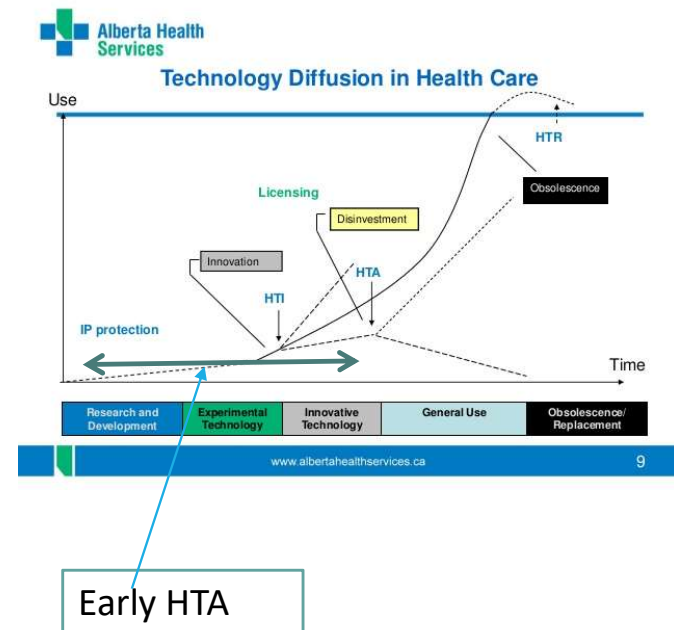 Alberta Health
Services
Technology Diffusion in Health Care
Use
HTR
Obsolescence
Licensing
Disinvestment
Innovation
HTA
HTI
IP protection
Time
Research and
Development
Experimental
Technology
Innovative
Technology
General Use
Obsolescence/
Replacement
www.albertahealthservices.ca
9
Early HTA